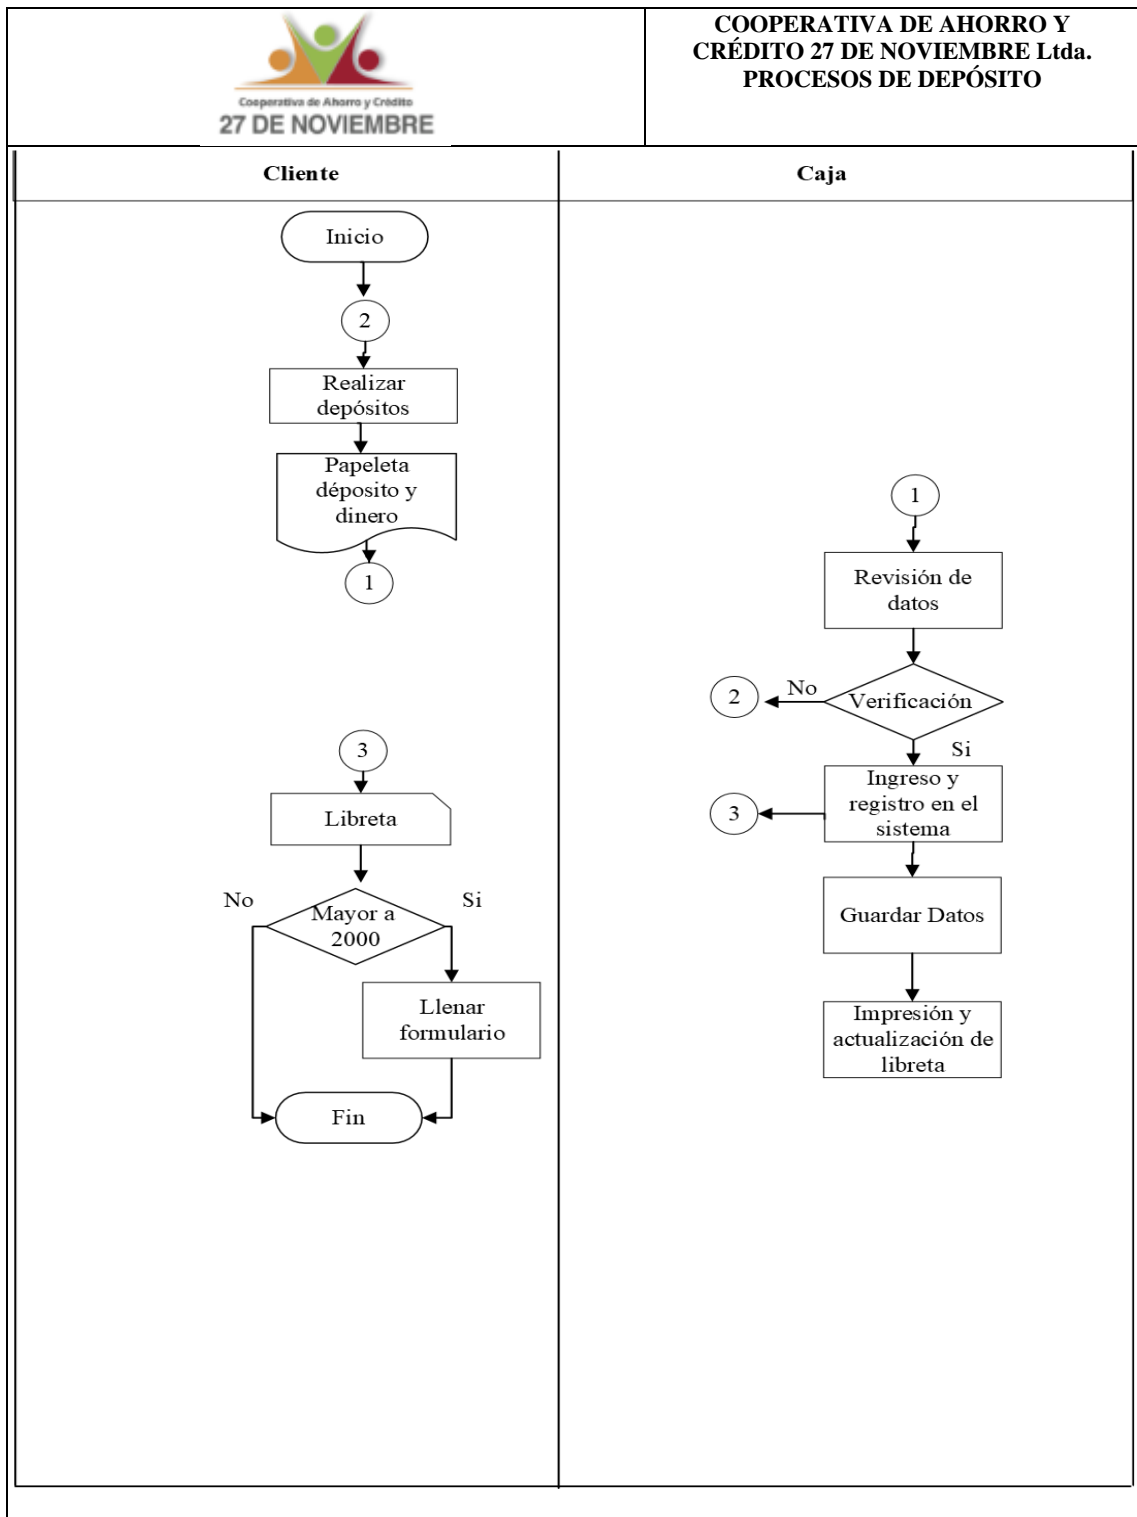 Cooperativa de Ahorro y Crédito
27 DE NOVIEMBRE
COOPERATIVA DE AHORRO Y
CRÉDITO 27 DE NOVIEMBRE Ltda.
PROCESOS DE DEPÓSITO
Cliente
Caja
Inicio
2
Realizar
depósitos
Papeleta
déposito y
dinero
1
3
Libreta
No
Si
Mayor a
2000
Llenar
formulario
Fin
1
Revisión de
datos
2
No
Verificación
Si
3
Ingreso y
registro en el
sistema
Guardar Datos
Impresión y
actualización de
libreta